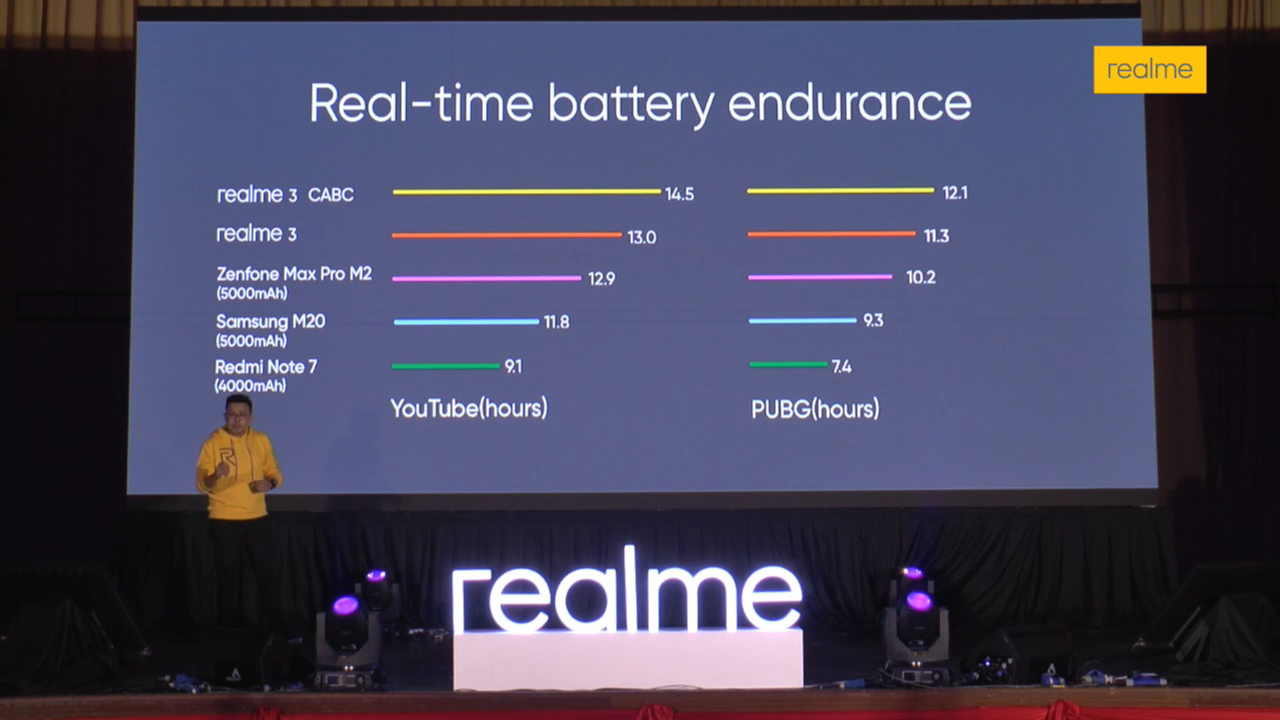 realme
Real-time battery endurance
realme 3 CABC 14.5 12.1
realme 3 13.0 11.3
Zenfone Max Pro M2 12.9 10.2
(5000mAh)
Samsung M20 11.8 9.3
(5000mAh)
Redmi Note 7 9.1 7.4
(4000mAh)
YouTube(hours) PUBG(hours)
R
realme